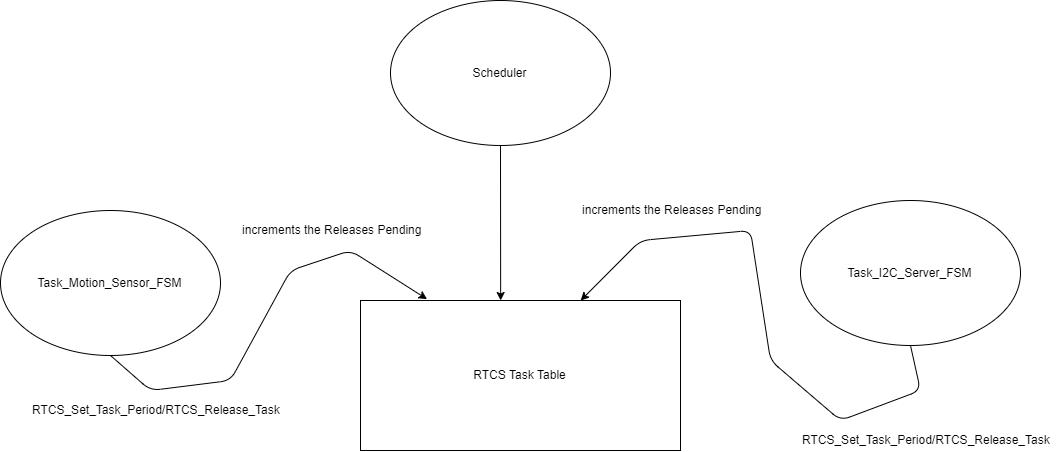 Scheduler
increments the Releases Pending
increments the Releases Pending
Task_Motion_Sensor_FSM
Task_I2C_Server_FSM
RTCS Task Table
RTCS_Set_Task_Period/RTCS_Release_Task
RTCS_Set_Task_Period/RTCS_Release_Task